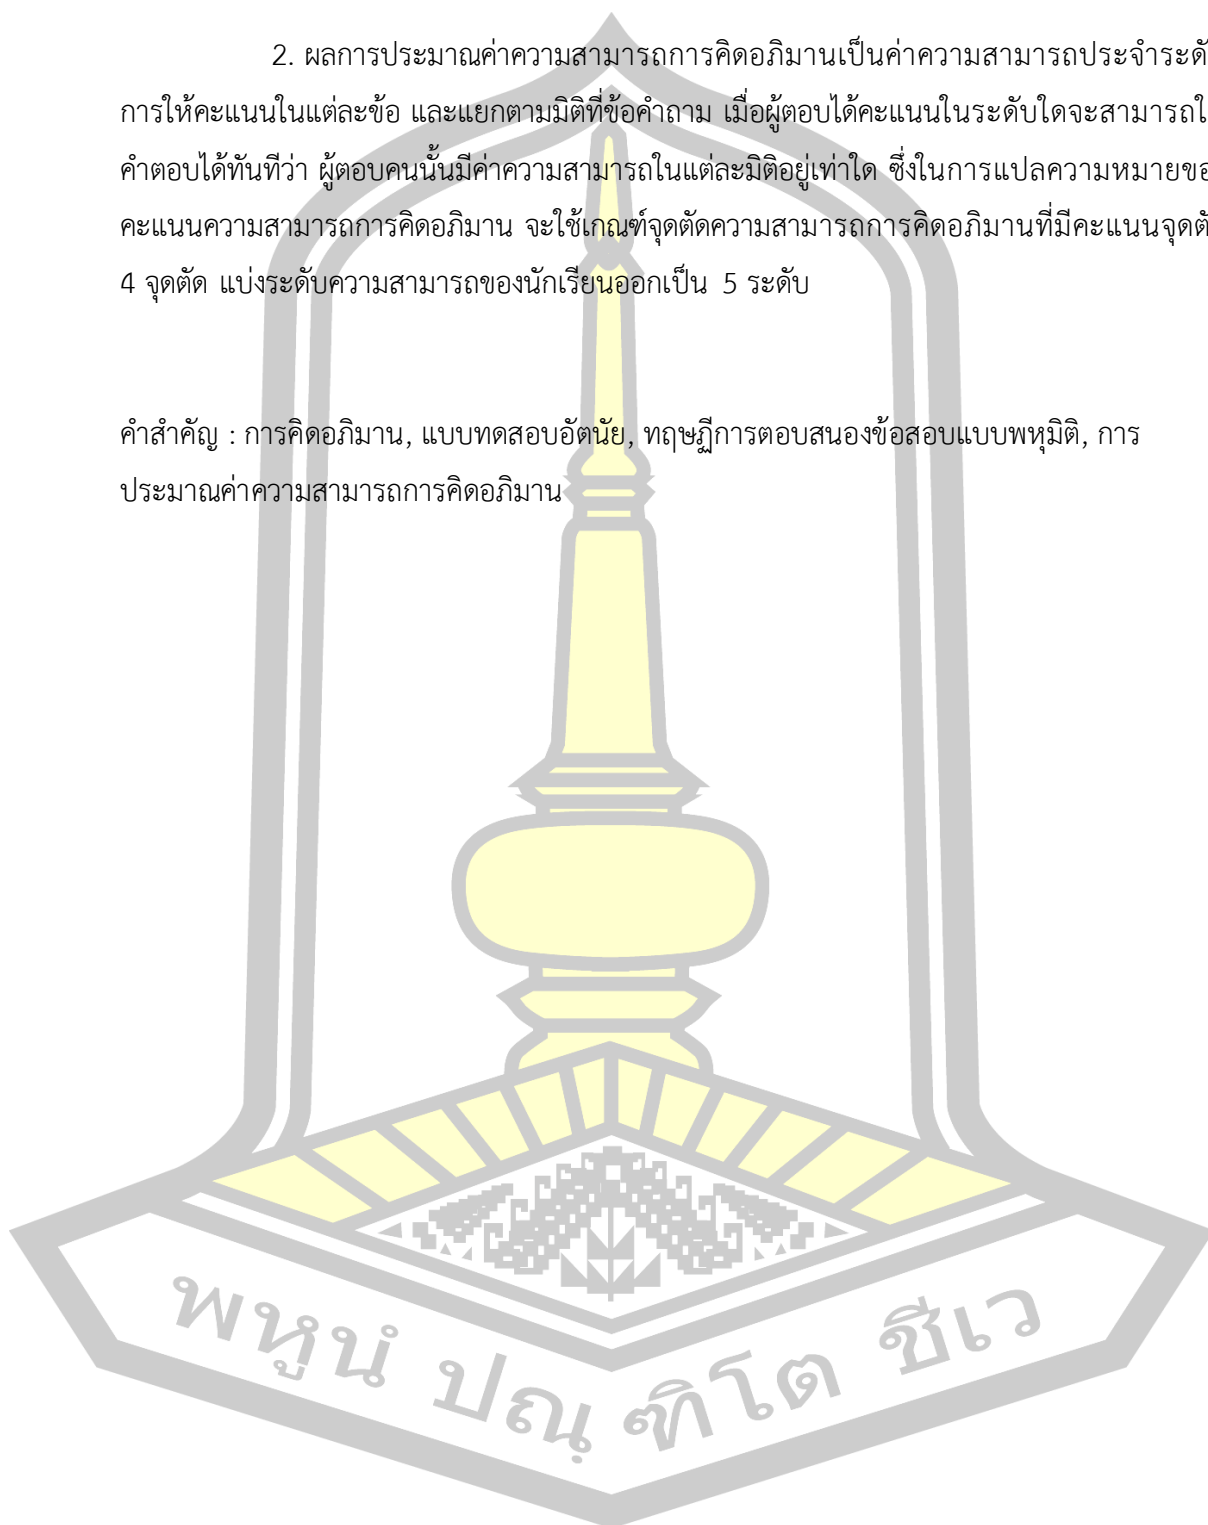 2. ผลการประมาณค่าความสามารถการคิดอภิมานเป็นค่าความสามารถประจำระดั
การให้คะแนนในแต่ละข้อ และแยกตามมิติที่ข้อคำถาม เมื่อผู้ตอบได้คะแนนในระดับใดจะสามารถใ
คำตอบได้ทันทีว่า ผู้ตอบคนนั้นมีค่าความสามารถในแต่ละมิติอยู่เท่าใด ซึ่งในการแปลความหมายขอ
คะแนนความสามารถการคิดอภิมาน จะใช้เกณฑ์จุดตัดความสามารถการคิดอภิมานที่มีคะแนนจุดตั
4 จุดตัด แบ่งระดับความสามารถของนักเรียนออกเป็น 5 ระดับ
คำสำคัญ : การคิดอภิมาน, แบบทดสอบอัตนัย, ทฤษฏีการตอบสนองข้อสอบแบบพหุมิติ, การ
ประมาณค่าความสามารถการคิดอภิมาน
พหูนํ ปณฺ ฑิโต ชีเว